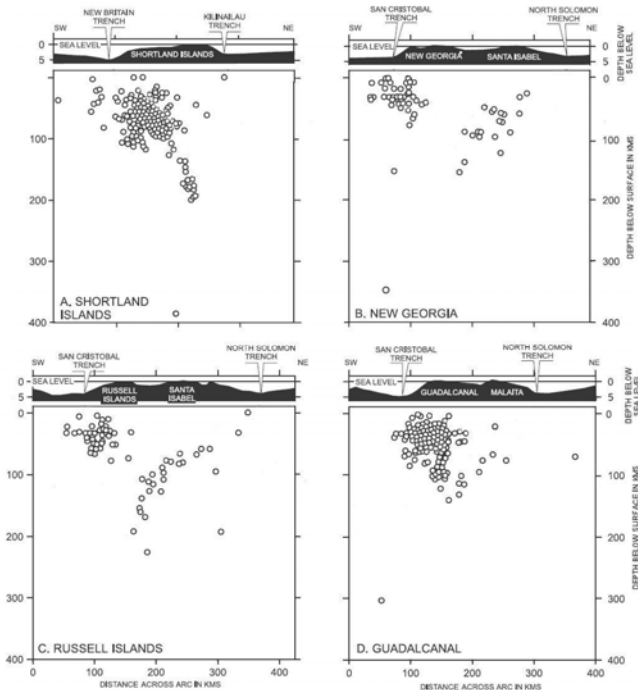 SW
NEW BRITAIN
TRENCH
KILINAILAU
TRENCH
NE
0
5
SEA LEVEL
SHORTLAND ISLANDS
0
100
200
300
400
A. SHORTLAND
ISLANDS
SW
SAN CRISTOBAL
TRENCH
NORTH SOLOMON
TRENCH
NE
SEA LEVEL
NEW GEORGIA
SANTA ISABEL
0
5
DEPTH BELOW
SEA LEVEL
0
100
200
300
400
DEPTH BELOW SURFACE IN KMS
B. NEW GEORGIA
SW
SAN CRISTOBAL
TRENCH
NORTH SOLOMON
TRENCH
NE
0
5
SEA LEVEL
RUSSELL
ISLANDS
SANTA
ISABEL
0
100
200
300
400
C. RUSSELL ISLANDS
0
100
200
300
400
DISTANCE ACROSS ARC IN KMS
SW
SAN CRISTOBAL
TRENCH
NORTH SOLOMON
TRENCH
NE
SEA LEVEL
GUADALCANAL
MALAITA
0
5
DEPTH BELOW
SEA LEVEL
0
100
200
300
400
DEPTH BELOW SURFACE IN KMS
D. GUADALCANAL
0
100
200
300
400
DISTANCE ACROSS ARC IN KMS